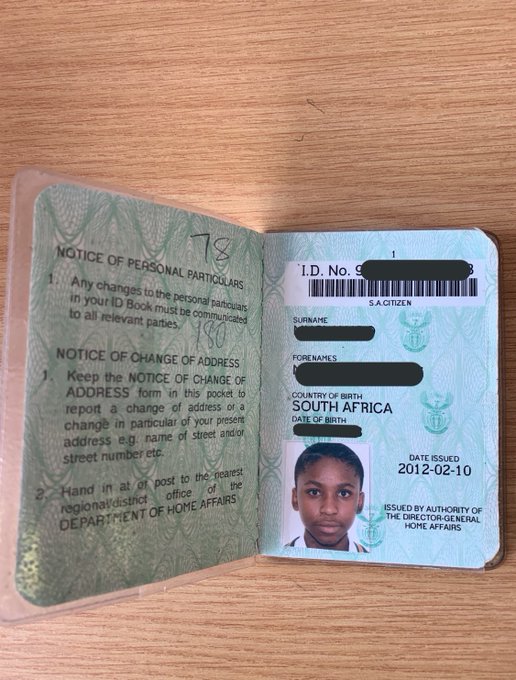 78
NOTICE OF PERSONAL PARTICULARS
1. Any changes to the personal particulars
in your ID Book must be communicated
to all relevant parties.
180
NOTICE OF CHANGE OF ADDRESS
1. Keep the NOTICE OF CHANGE OF
ADDRESS form in this pocket to
report a change of address or a
change in particular of your present
address e.g. name of street and/or
street number etc.
2. Hand in at or post to the nearest
regional/district office of the
DEPARTMENT OF HOME AFFAIRS
1
I.D. No. 9
S.A.CITIZEN
SURNAME
FORENAMES
COUNTRY OF BIRTH
SOUTH AFRICA
DATE OF BIRTH
DATE ISSUED
2012-02-10
ISSUED BY AUTHORITY OF
THE DIRECTOR-GENERAL
HOME AFFAIRS